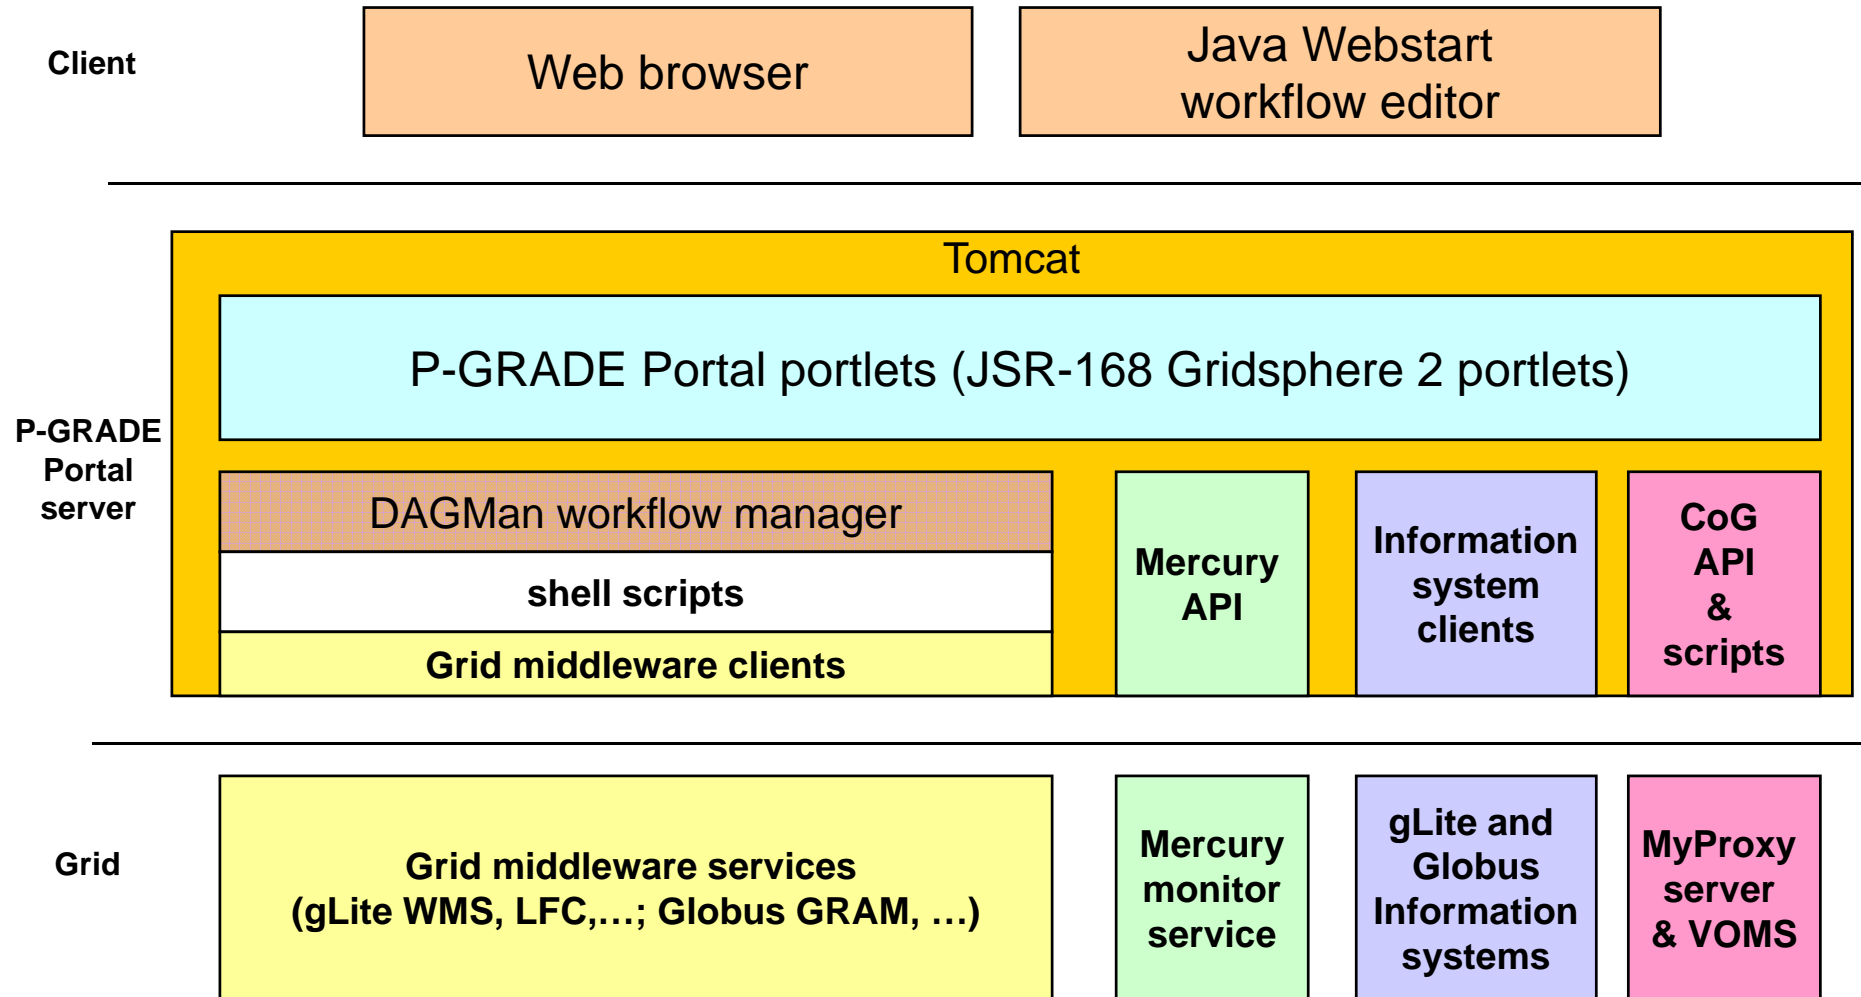 Client
Web browser
Java Webstart
workflow editor
Tomcat
P-GRADE Portal portlets (JSR-168 Gridsphere 2 portlets)
P-GRADE
Portal
server
DAGMan workflow manager
shell scripts
Grid middleware clients
Mercury
API
Information
system
clients
CoG
API
&
scripts
Grid
Grid middleware services
(gLite WMS, LFC,…; Globus GRAM, …)
Mercury
monitor
service
gLite and
Globus
Information
systems
MyProxy
server
& VOMS